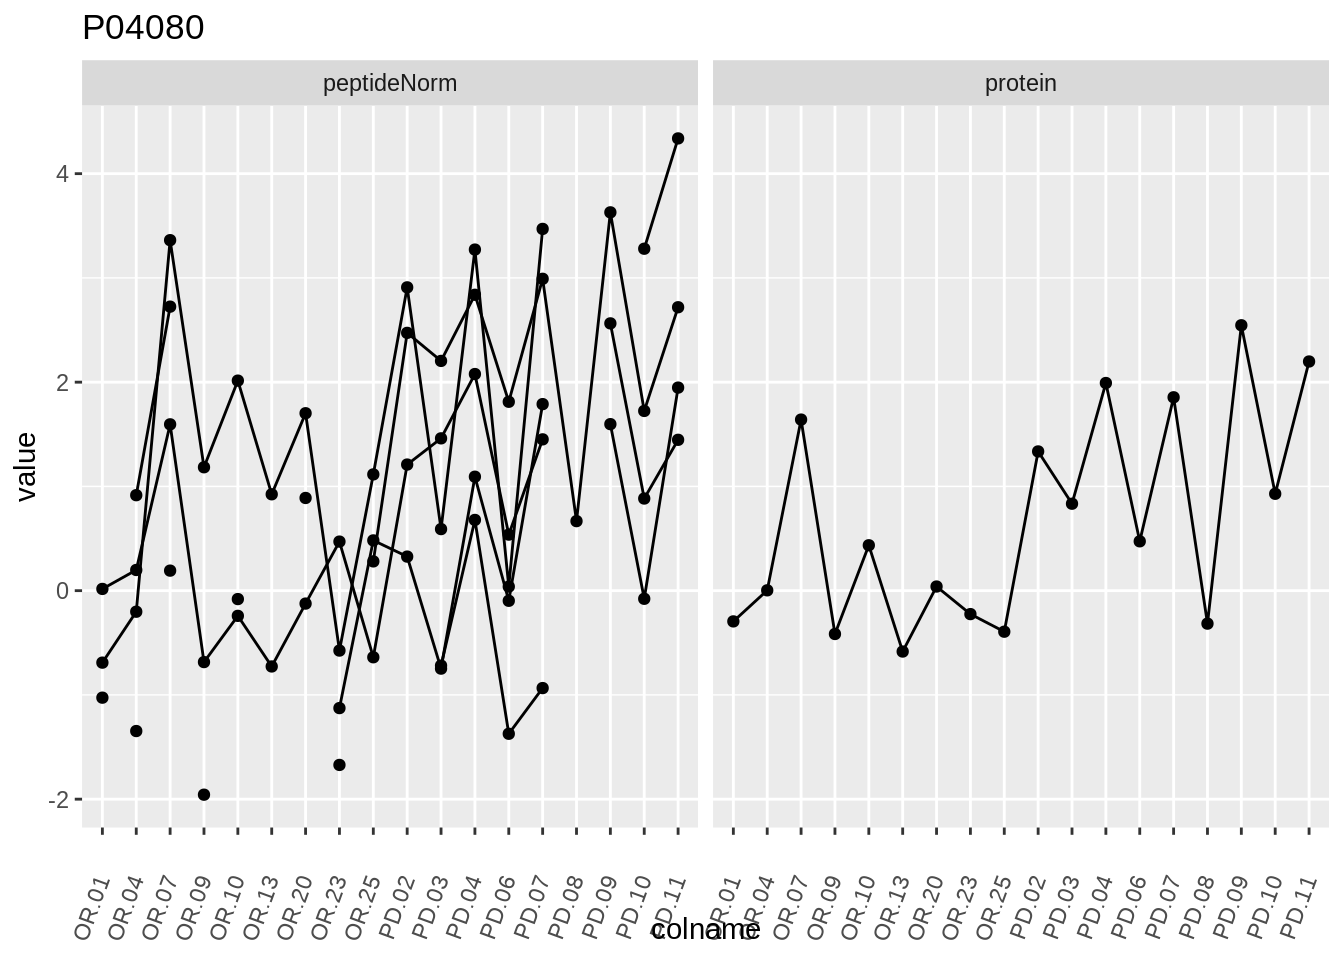 P04080
peptideNorm protein
4
2
0
-2
value
OR.01 OR.04 OR.07 OR.09 OR.10 OR.13 OR.20 OR.23 OR.25 PD.02 PD.03 PD.04 PD.06 PD.07 PD.08 PD.09 PD.10 PD.11 OR.01 OR.04 OR.07 OR.09 OR.10 OR.13 OR.20 OR.23 OR.25 PD.02 PD.03 PD.04 PD.06 PD.07 PD.08 PD.09 PD.10 PD.11
colname